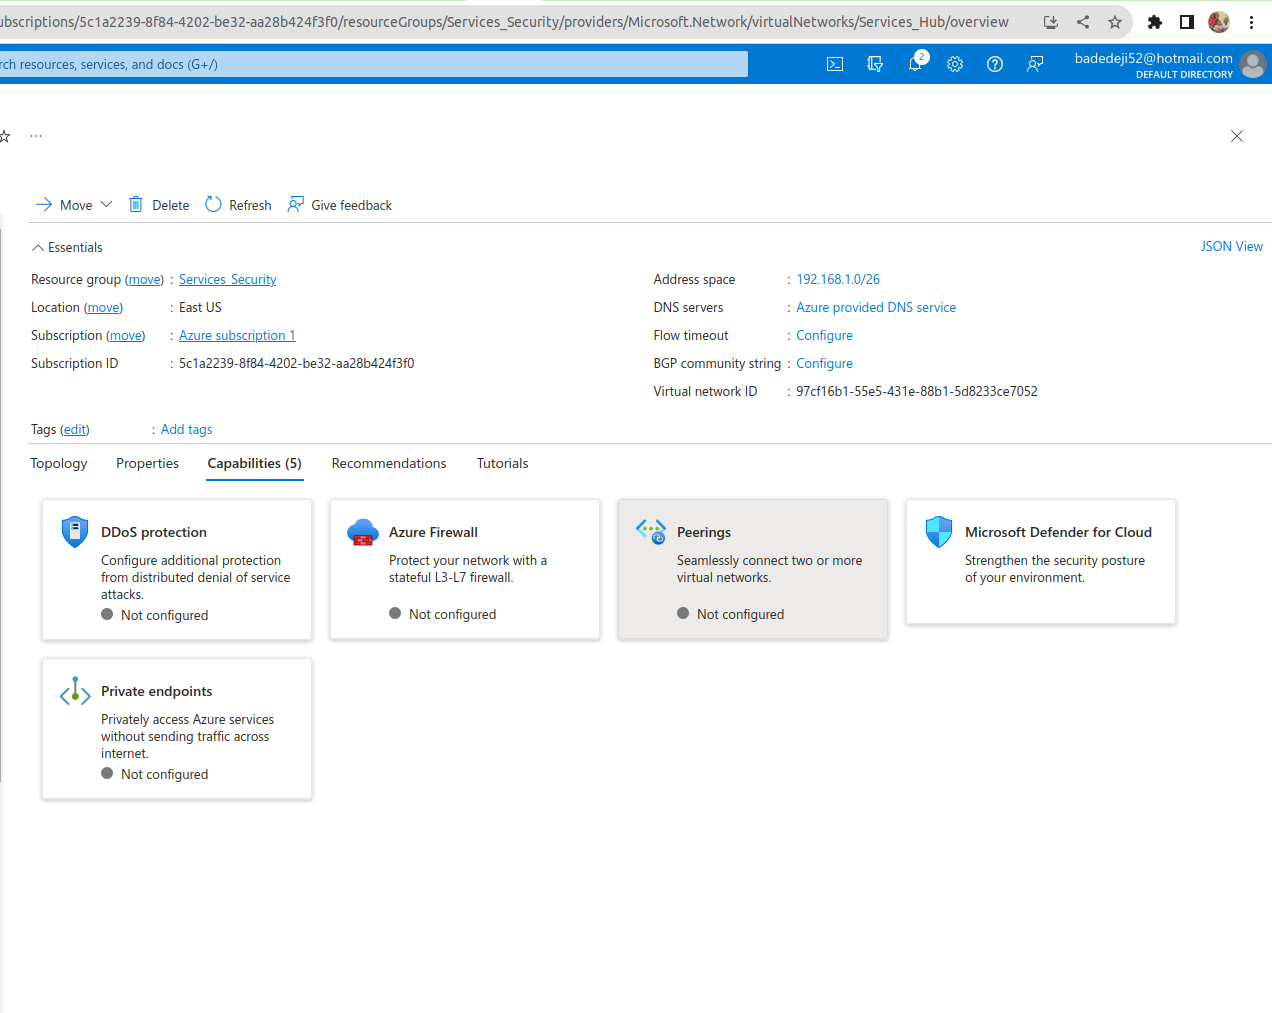 ubscriptions/5c1a2239-8f84-4202-be32-aa28b424f3f0/resourceGroups/Services_Security/providers/Microsoft.Network/virtualNetworks/Services_Hub/overview
rch resources, services, and docs (G+/)
2
badedeji52@hotmail.com
DEFAULT DIRECTORY
...
Move
Delete
Refresh
Give feedback
Essentials
JSON View
Resource group (move) : Services_Security
Location (move) : East US
Subscription (move) : Azure subscription 1
Subscription ID : 5c1a2239-8f84-4202-be32-aa28b424f3f0
Address space : 192.168.1.0/26
DNS servers : Azure provided DNS service
Flow timeout : Configure
BGP community string : Configure
Virtual network ID : 97cf16b1-55e5-431e-88b1-5d8233ce7052
Tags (edit) : Add tags
Topology
Properties
Capabilities (5)
Recommendations
Tutorials
DDoS protection
Configure additional protection
from distributed denial of service
attacks.
Not configured
Azure Firewall
Protect your network with a
stateful L3-L7 firewall.
Not configured
Peerings
Seamlessly connect two or more
virtual networks.
Not configured
Microsoft Defender for Cloud
Strengthen the security posture
of your environment.
Private endpoints
Privately access Azure services
without sending traffic across
internet.
Not configured